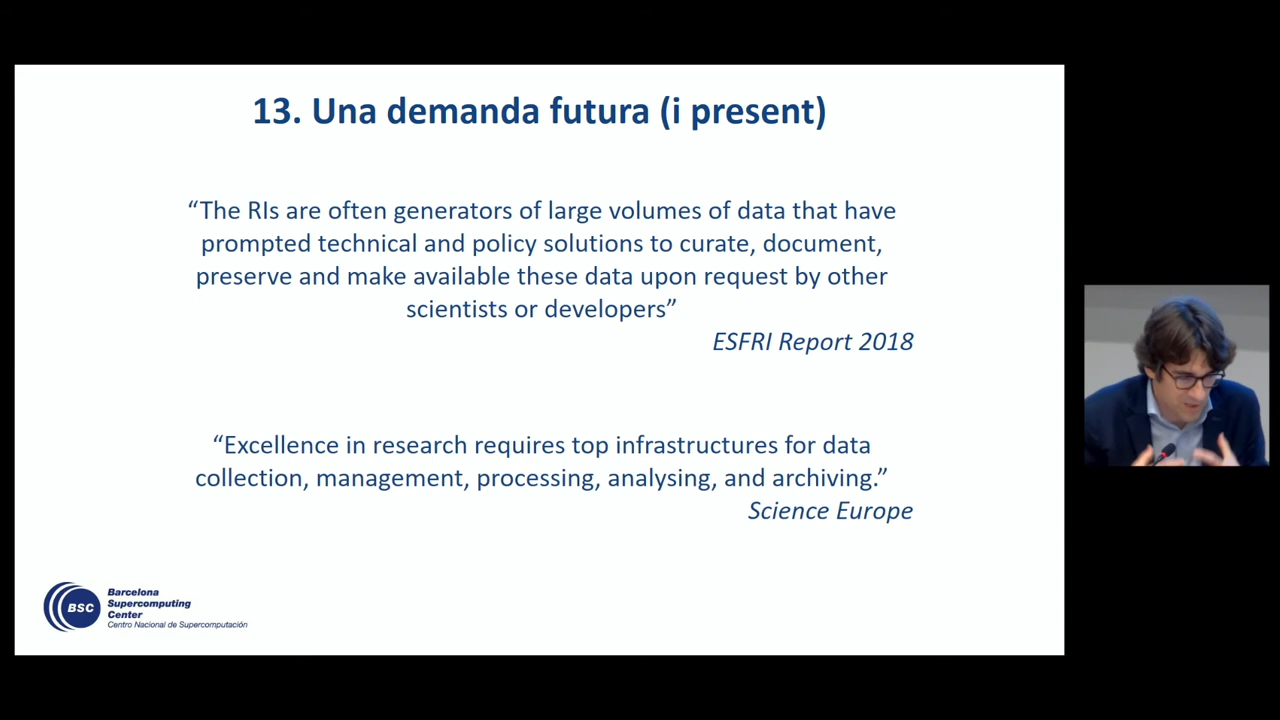 13. Una demanda futura (i present)
“The RIs are often generators of large volumes of data that have
prompted technical and policy solutions to curate, document,
preserve and make available these data upon request by other
scientists or developers”
ESFRI Report 2018
“Excellence in research requires top infrastructures for data
collection, management, processing, analysing, and archiving.”
Science Europe
BSC
Barcelona
Supercomputing
Center
Centro Nacional de Supercomputación